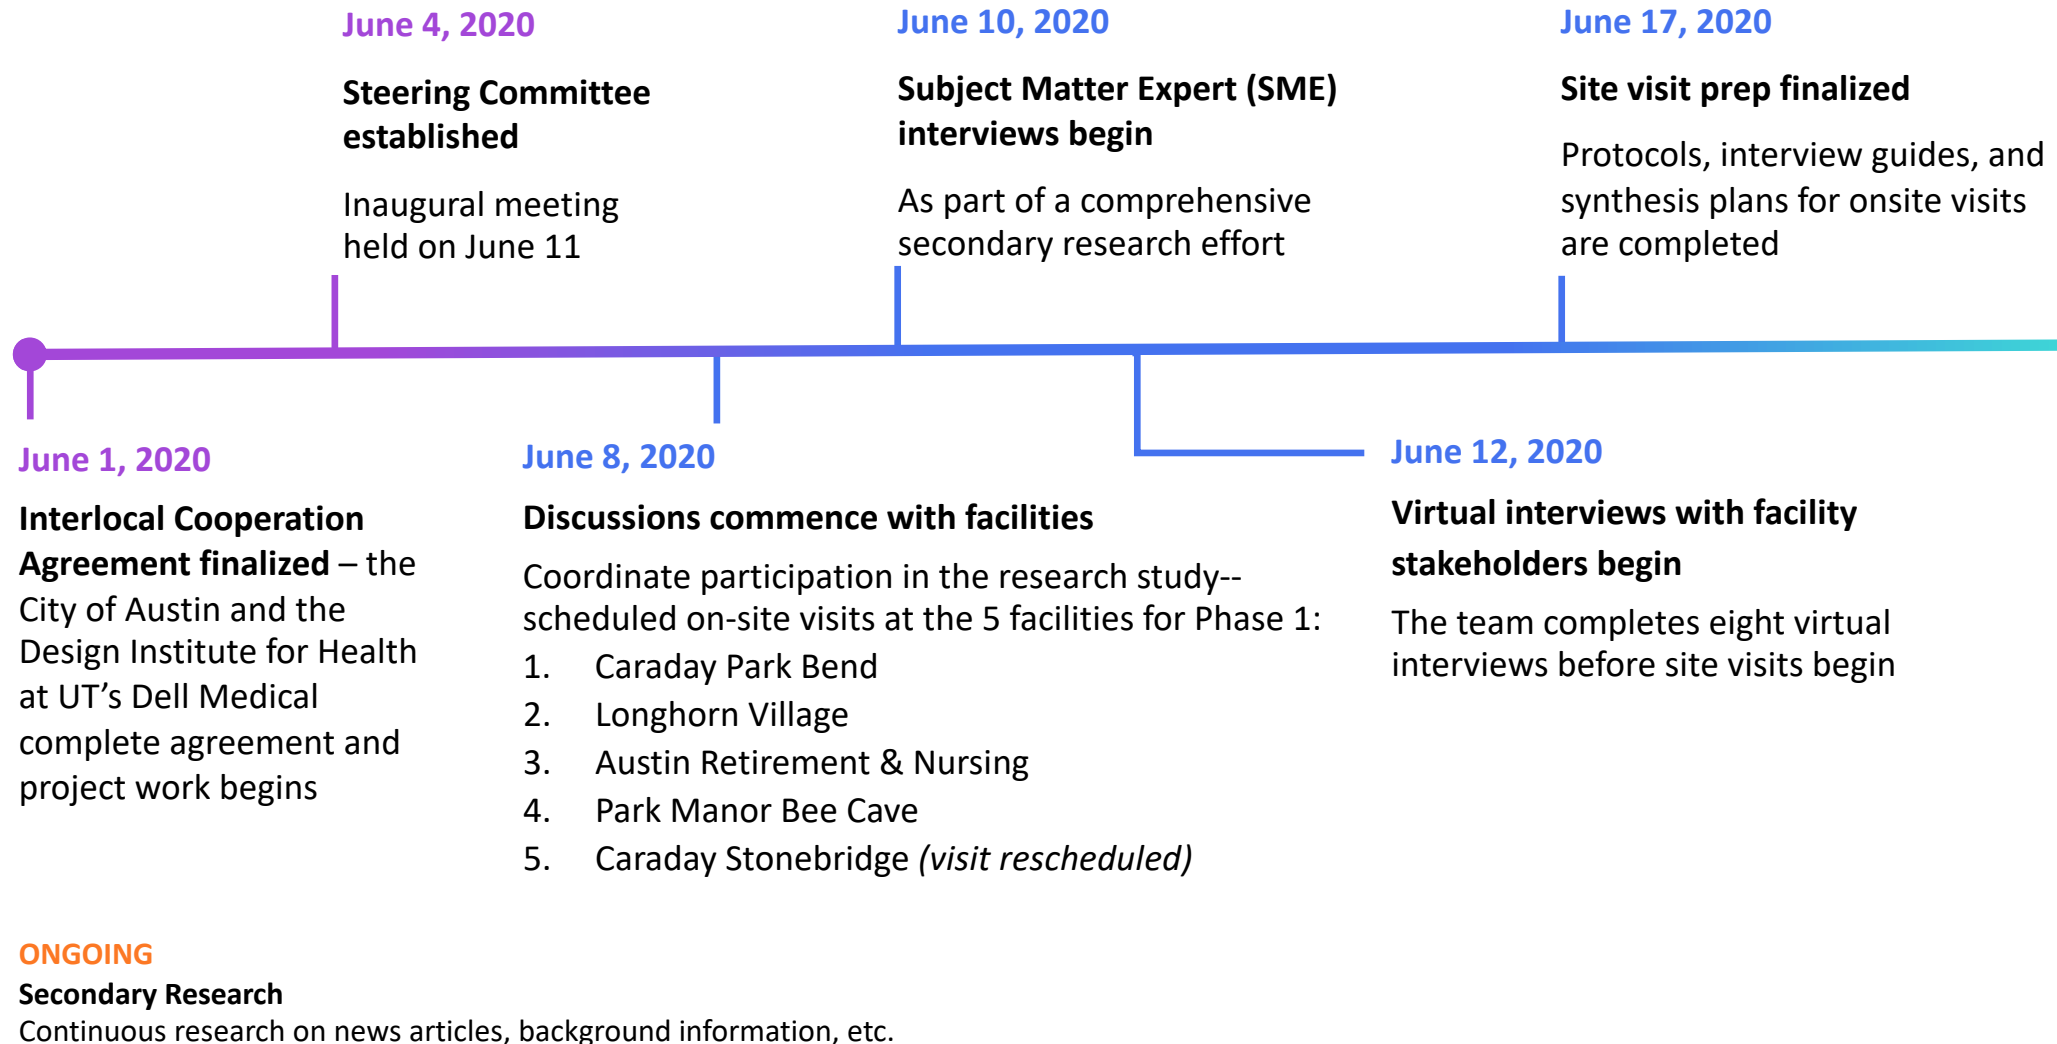 June 4, 2020
Steering Committee
established
Inaugural meeting
held on June 11
June 10, 2020
Subject Matter Expert (SME)
interviews begin
As part of a comprehensive
secondary research effort
June 17, 2020
Site visit prep finalized
Protocols, interview guides, and
synthesis plans for onsite visits
are completed
June 1, 2020
Interlocal Cooperation
Agreement finalized – the
City of Austin and the
Design Institute for Health
at UT’s Dell Medical
complete agreement and
project work begins
June 8, 2020
Discussions commence with facilities
Coordinate participation in the research study--
scheduled on-site visits at the 5 facilities for Phase 1:
1. Caraday Park Bend
2. Longhorn Village
3. Austin Retirement & Nursing
4. Park Manor Bee Cave
5. Caraday Stonebridge (visit rescheduled)
June 12, 2020
Virtual interviews with facility
stakeholders begin
The team completes eight virtual
interviews before site visits begin
ONGOING
Secondary Research
Continuous research on news articles, background information, etc.